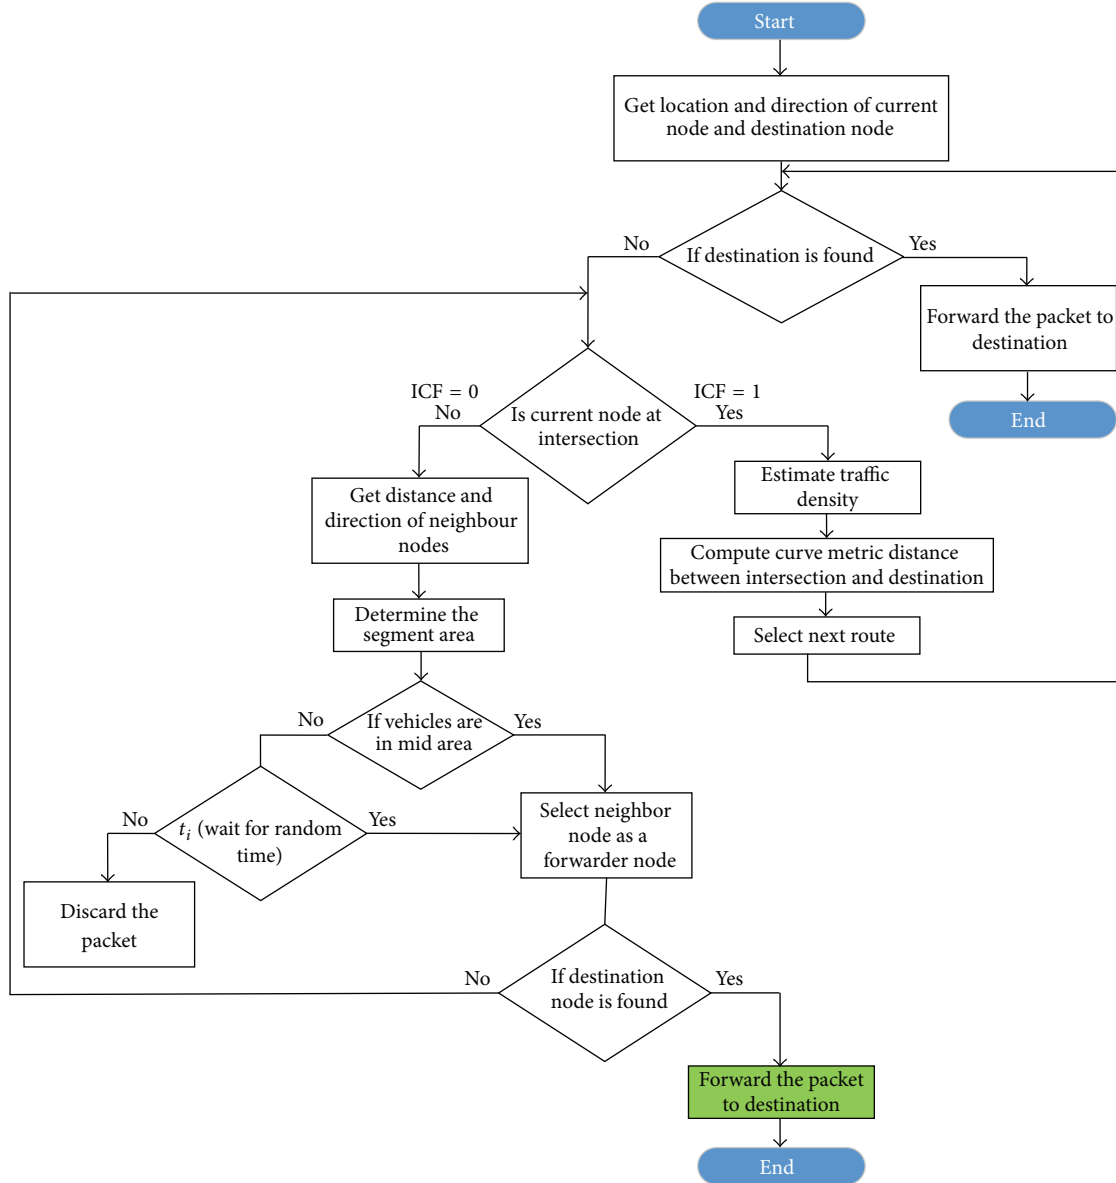 Start
Get location and direction of current
node and destination node
No
If destination is found
Yes
Forward the packet to
destination
End
ICF = 0
No
Is current node at
intersection
ICF = 1
Yes
Get distance and
direction of neighbour
nodes
Estimate traffic
density
Compute curve metric distance
between intersection and destination
Select next route
Determine the
segment area
No
If vehicles are
in mid area
Yes
No
t_i (wait for random
time)
Yes
Select neighbor
node as a
forwarder node
Discard the
packet
No
If destination
node is found
Yes
Forward the packet
to destination
End